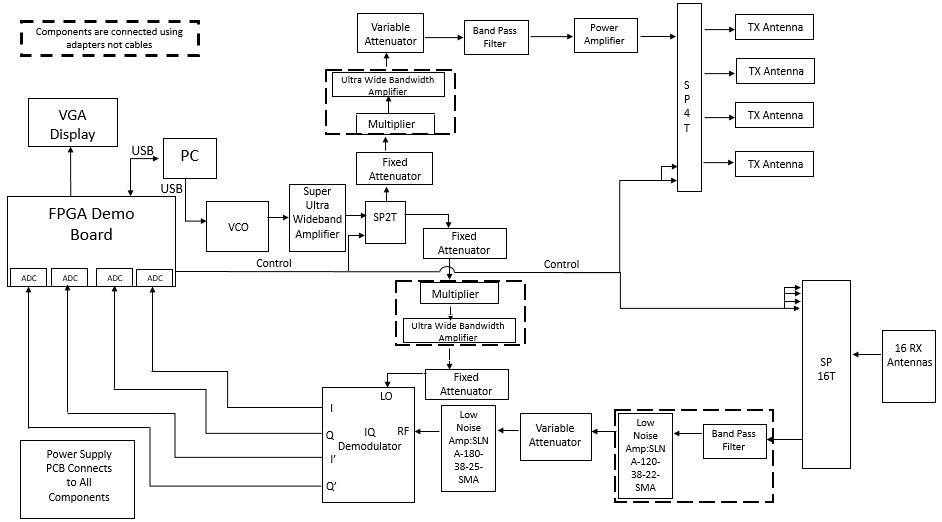 Components are connected using
adapters not cables
Variable
Attenuator
Band Pass
Filter
Power
Amplifier
S
P
4
T
TX Antenna
TX Antenna
TX Antenna
TX Antenna
Ultra Wide Bandwidth
Amplifier
Multiplier
Fixed
Attenuator
VGA
Display
USB
PC
USB
FPGA Demo
Board
ADC
ADC
ADC
ADC
VCO
Super
Ultra
Wideband
Amplifier
SP2T
Fixed
Attenuator
Control
Control
Multiplier
Ultra Wide Bandwidth
Amplifier
Fixed
Attenuator
SP
16T
16 RX
Antennas
LO
I
Q
I'
Q'
IQ
Demodulator
RF
Low
Noise
Amp:SLN
A-180-
38-25-
SMA
Variable
Attenuator
Low
Noise
Amp:SLN
A-120-
38-22-
SMA
Band Pass
Filter
Power Supply
PCB Connects
to All
Components